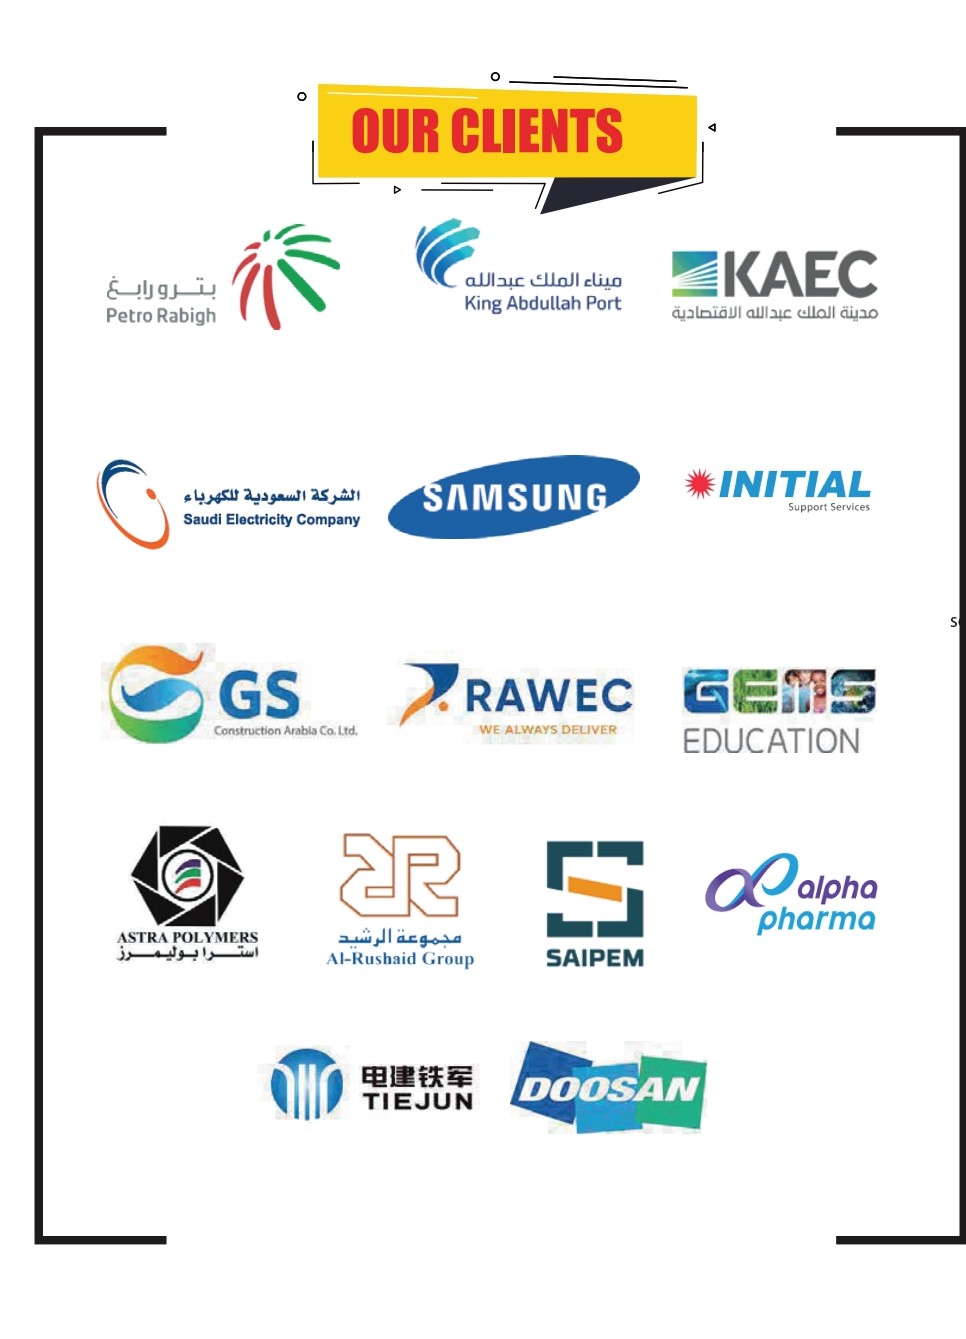 OUR CLIENTS
بترورابغ
Petro Rabigh
ميناء الملك عبدالله
King Abdullah Port
KAEC
مدينة الملك عبدالله الاقتصادية
الشركة السعودية للكهرباء
Saudi Electricity Company
SAMSUNG
INITIAL
Support Services
GS
Construction Arabia Co. Ltd.
RAWEC
WE ALWAYS DELIVER
GEMS
EDUCATION
ASTRA POLYMERS
استرا بوليمرز
مجموعة الرشيد
Al-Rushaid Group
SAIPEM
alpha
pharma
电建铁军
TIEJUN
DOOSAN